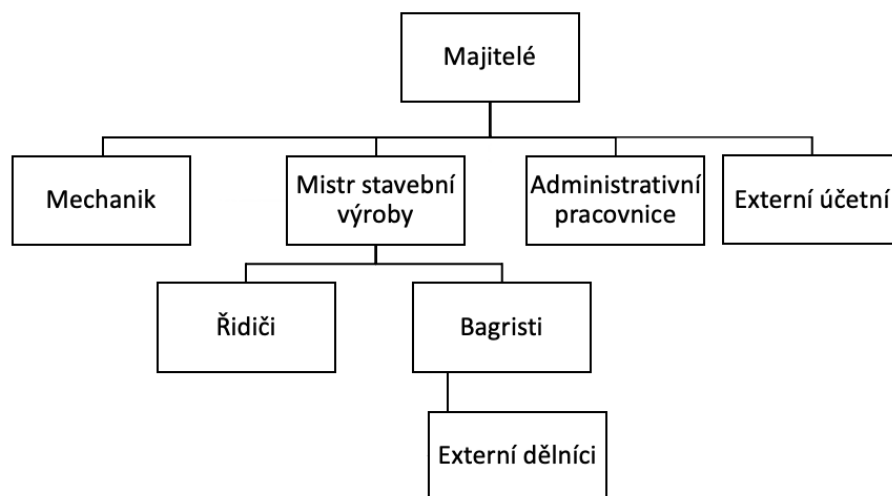 Majitelé
Mechanik
Mistr stavební
výroby
Administrativní
pracovnice
Externí účetní
Řidiči
Bagristi
Externí dělníci